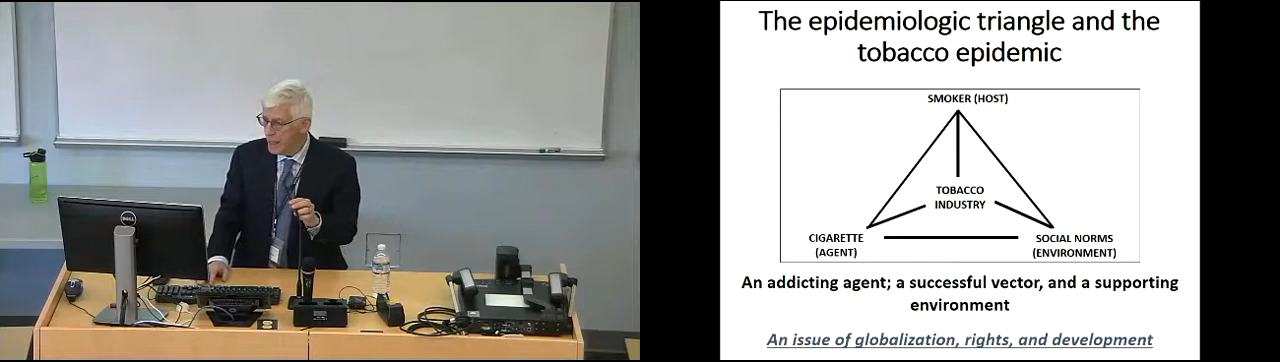 DELL
The epidemiologic triangle and the
tobacco epidemic
SMOKER (HOST)
TOBACCO
INDUSTRY
CIGARETTE
(AGENT)
SOCIAL NORMS
(ENVIRONMENT)
An addicting agent; a successful vector, and a supporting
environment
An issue of globalization, rights, and development